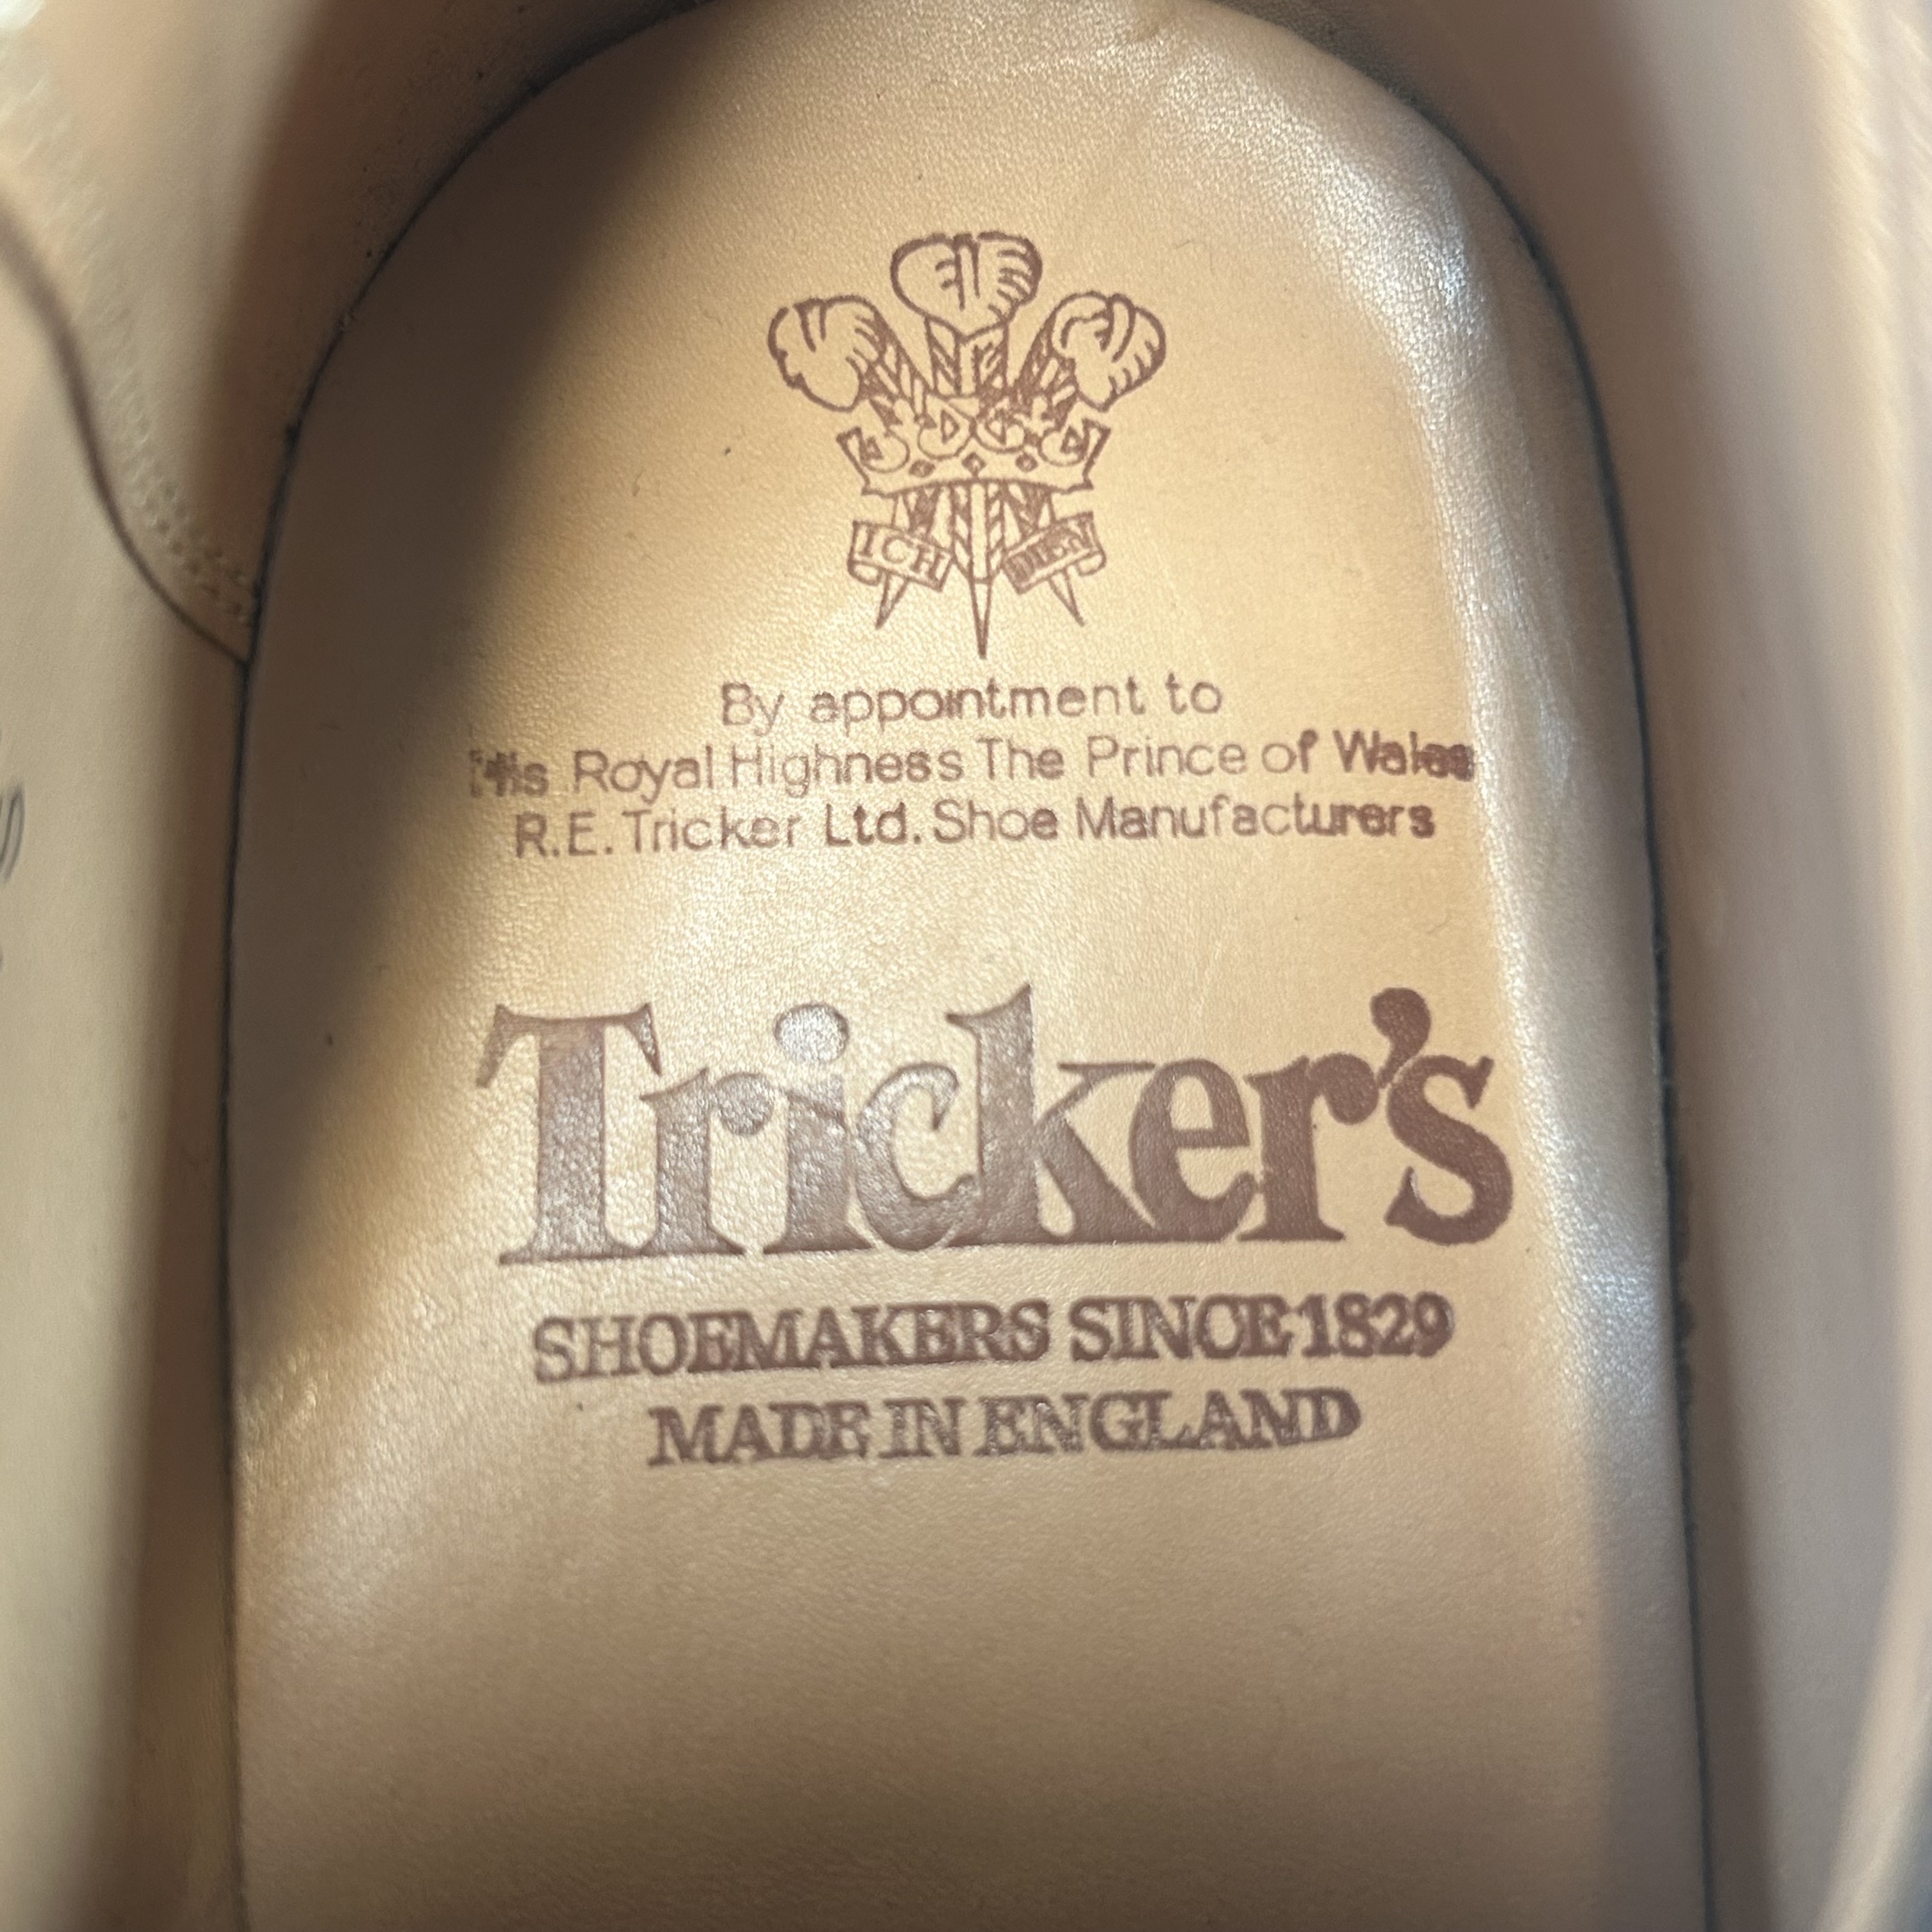 ICH DIEN
By appointment to
His Royal Highness The Prince of Wales
R.E. Tricker Ltd. Shoe Manufacturers
Tricker's
SHOEMAKERS SINCE 1829
MADE IN ENGLAND